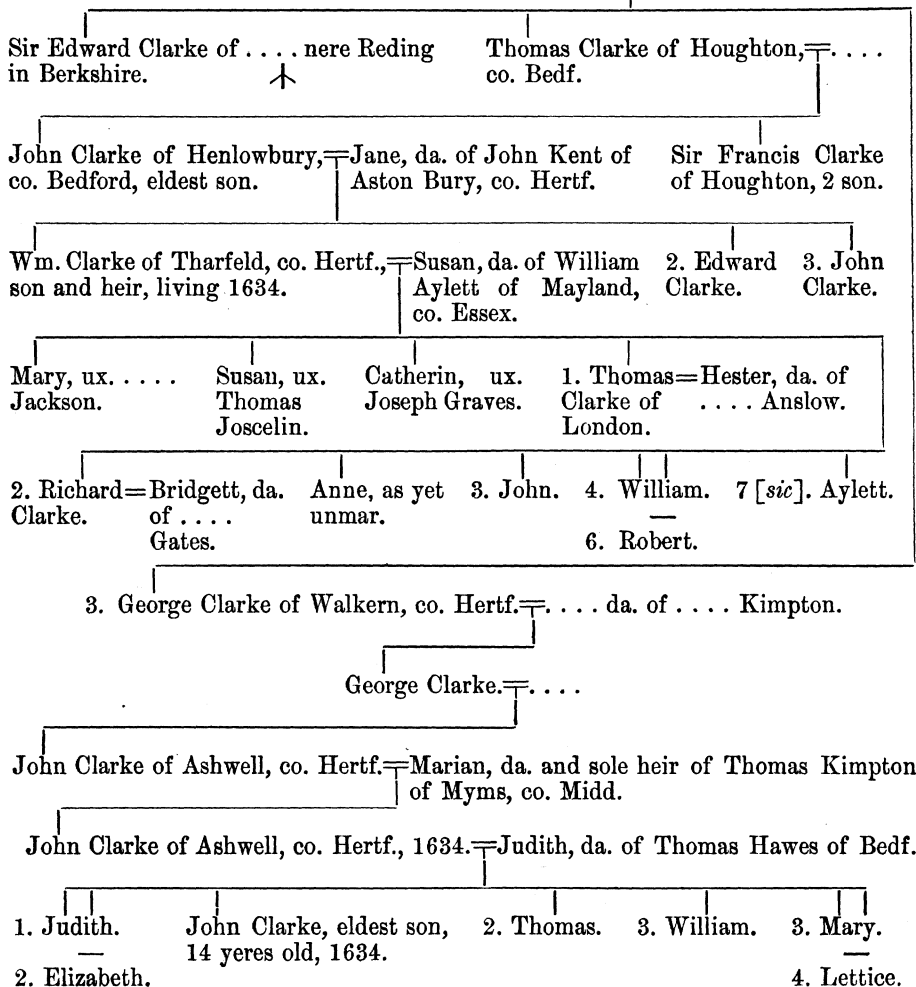 Sir Edward Clarke of . . . . nere Reding
in Berkshire.
Thomas Clarke of Houghton,=. . . .
co. Bedf.
John Clarke of Henlowbury,=Jane, da. of John Kent of
co. Bedford, eldest son.
Aston Bury, co. Hertf.
Sir Francis Clarke
of Houghton, 2 son.
Wm. Clarke of Tharfeld, co. Hertf.,=Susan, da. of William
son and heir, living 1634.
Aylett of Mayland,
co. Essex.
2. Edward
Clarke.
3. John
Clarke.
Mary, ux. . . . . .
Jackson.
Susan, ux.
Thomas
Joscelin.
Catherin, ux.
Joseph Graves.
1. Thomas=Hester, da. of
Clarke of
London.
. . . . Anslow.
2. Richard=Bridgett, da.
Clarke.
of . . . .
Gates.
Anne, as yet
unmar.
3. John.
4. William.
—
6. Robert.
7 [sic]. Aylett.
3. George Clarke of Walkern, co. Hertf.=. . . . da. of . . . . Kimpton.
George Clarke.=. . . .
John Clarke of Ashwell, co. Hertf.=Marian, da. and sole heir of Thomas Kimpton
of Myms, co. Midd.
John Clarke of Ashwell, co. Hertf., 1634.=Judith, da. of Thomas Hawes of Bedf.
1. Judith.
—
2. Elizabeth.
John Clarke, eldest son,
14 yeres old, 1634.
2. Thomas.
3. William.
3. Mary.
—
4. Lettice.